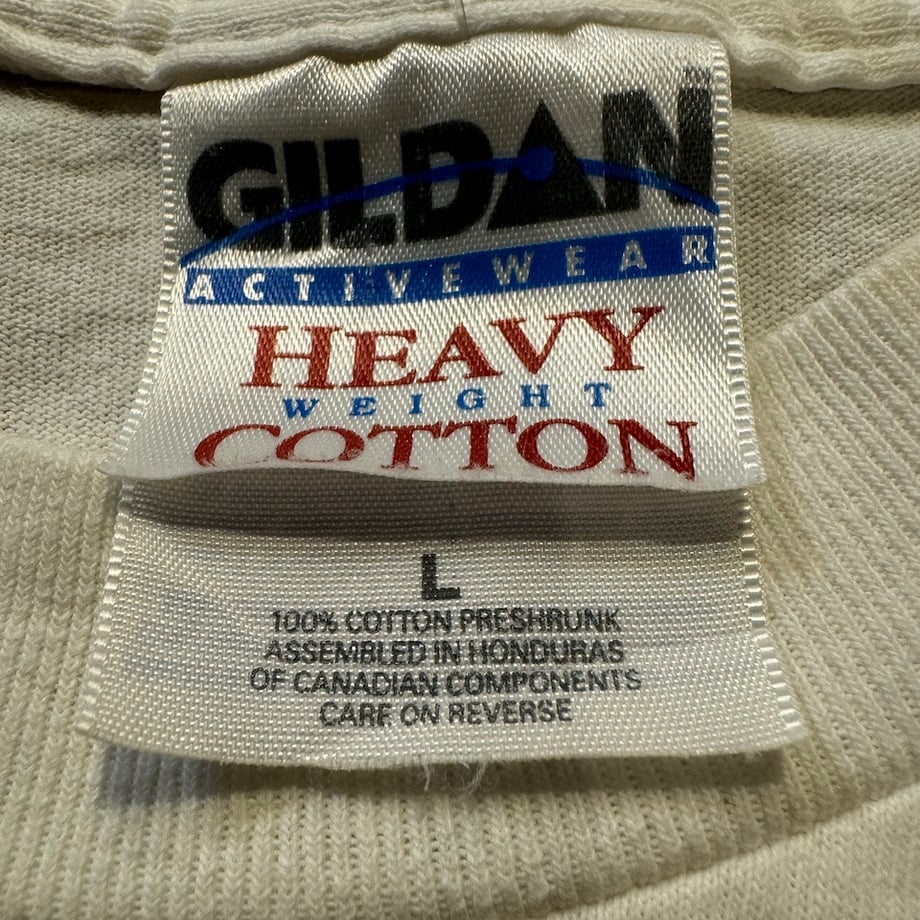 GILDAN
ACTIVEWEAR
HEAVY
WEIGHT
COTTON
L
100% COTTON PRESHRUNK
ASSEMBLED IN HONDURAS
OF CANADIAN COMPONENTS
CARE ON REVERSE